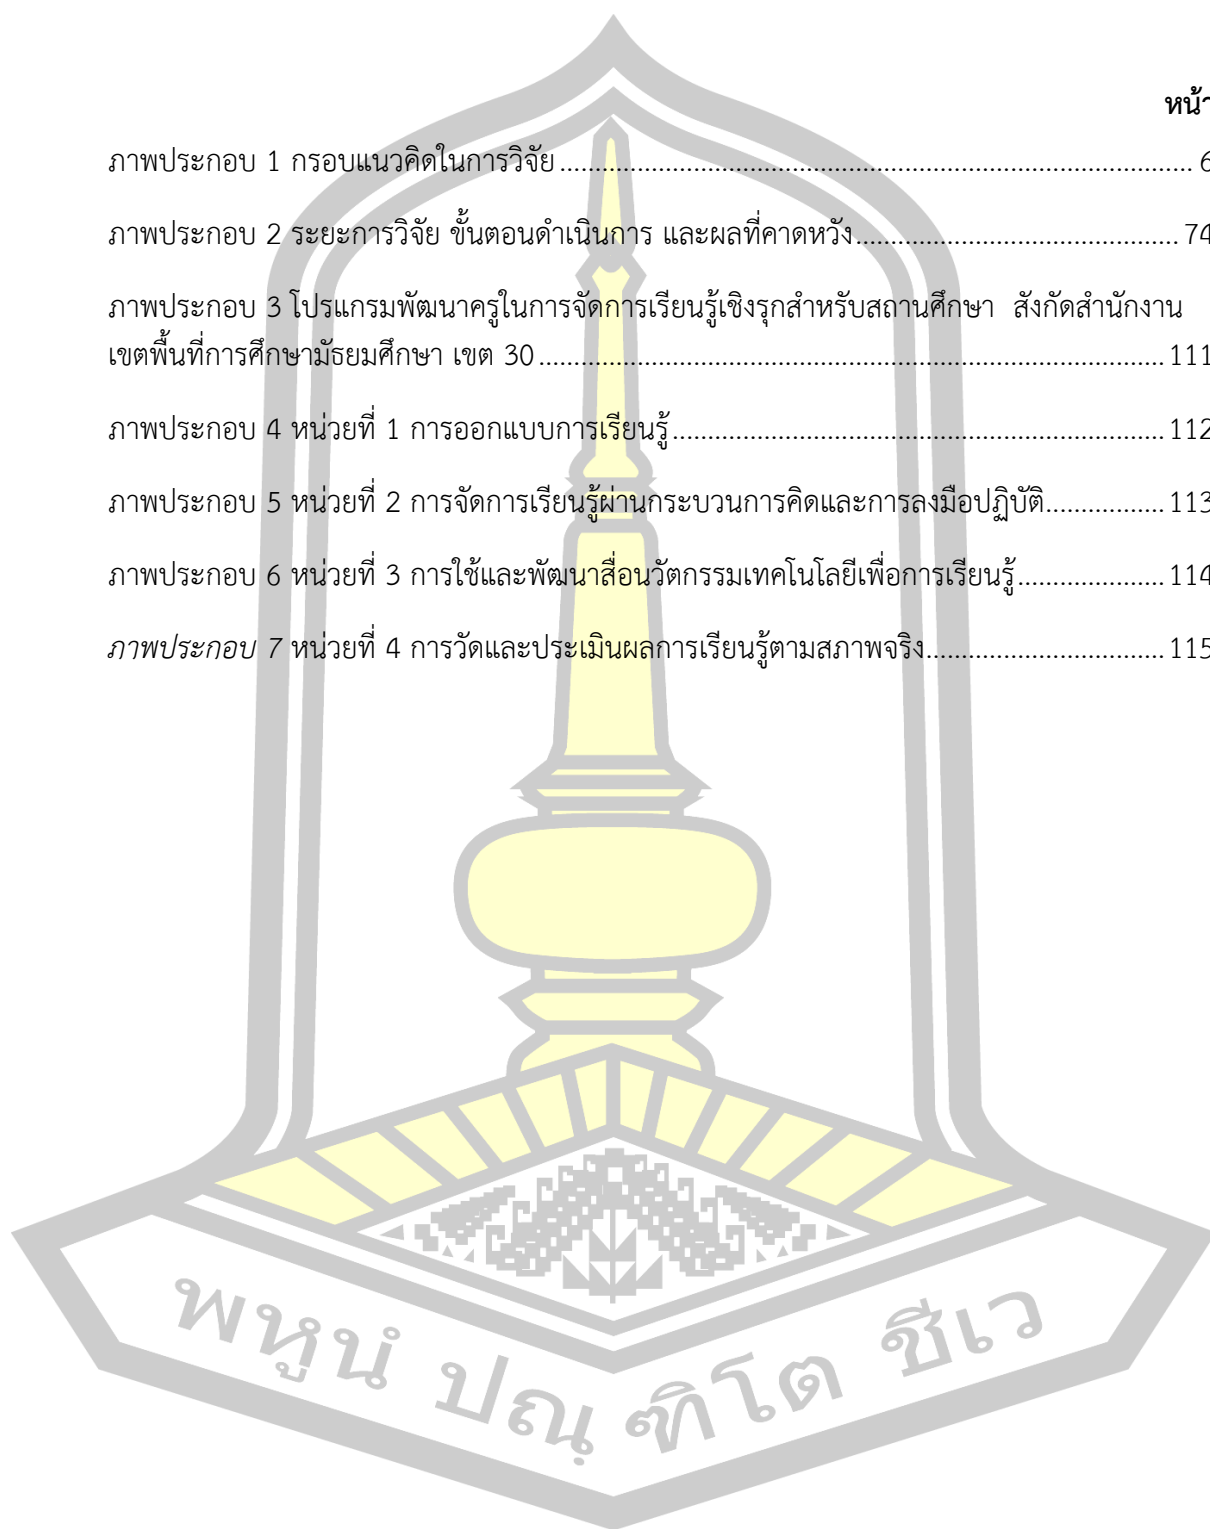 หน้า
ภาพประกอบ 1 กรอบแนวคิดในการวิจัย ........................................................................................... 6
ภาพประกอบ 2 ระยะการวิจัย ขั้นตอนดำเนินการ และผลที่คาดหวัง............................................... 74
ภาพประกอบ 3 โปรแกรมพัฒนาครูในการจัดการเรียนรู้เชิงรุกสำหรับสถานศึกษา สังกัดสำนักงาน
เขตพื้นที่การศึกษามัธยมศึกษา เขต 30 .......................................................................................... 111
ภาพประกอบ 4 หน่วยที่ 1 การออกแบบการเรียนรู้....................................................................... 112
ภาพประกอบ 5 หน่วยที่ 2 การจัดการเรียนรู้ผ่านกระบวนการคิดและการลงมือปฏิบัติ................. 113
ภาพประกอบ 6 หน่วยที่ 3 การใช้และพัฒนาสื่อนวัตกรรมเทคโนโลยีเพื่อการเรียนรู้..................... 114
ภาพประกอบ 7 หน่วยที่ 4 การวัดและประเมินผลการเรียนรู้ตามสภาพจริง.................................. 115
พหูนํ ปณฺฑิโต ชีเว